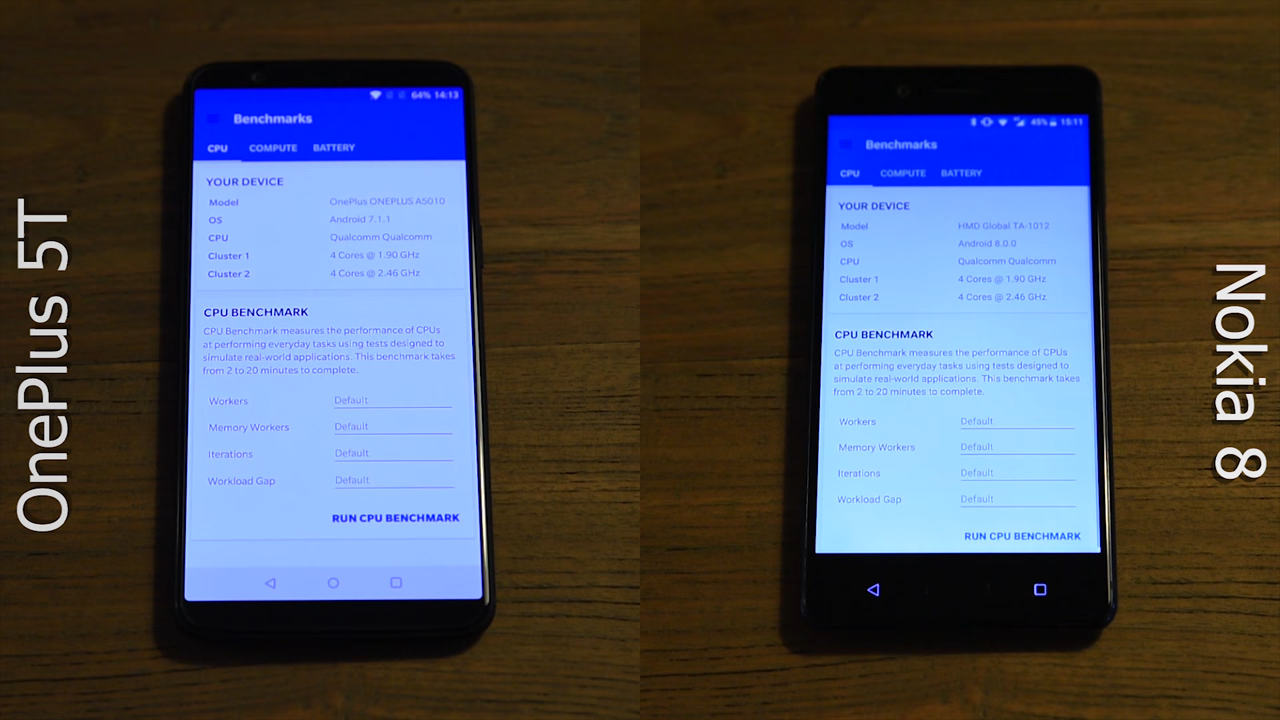 OnePlus 5T
64% 14:13
Benchmarks
CPU COMPUTE BATTERY
YOUR DEVICE
Model OnePlus ONEPLUS A5010
OS Android 7.1.1
CPU Qualcomm Qualcomm
Cluster 1 4 Cores @ 1.90 GHz
Cluster 2 4 Cores @ 2.46 GHz
CPU BENCHMARK
CPU Benchmark measures the performance of CPUs
at performing everyday tasks using tests designed to
simulate real-world applications. This benchmark takes
from 2 to 20 minutes to complete.
Workers Default
Memory Workers Default
Iterations Default
Workload Gap Default
RUN CPU BENCHMARK
45% 15:11
Benchmarks
CPU COMPUTE BATTERY
YOUR DEVICE
Model HMD Global TA-1012
OS Android 8.0.0
CPU Qualcomm Qualcomm
Cluster 1 4 Cores @ 1.90 GHz
Cluster 2 4 Cores @ 2.46 GHz
CPU BENCHMARK
CPU Benchmark measures the performance of CPUs
at performing everyday tasks using tests designed to
simulate real-world applications. This benchmark takes
from 2 to 20 minutes to complete.
Workers Default
Memory Workers Default
Iterations Default
Workload Gap Default
RUN CPU BENCHMARK
Nokia 8